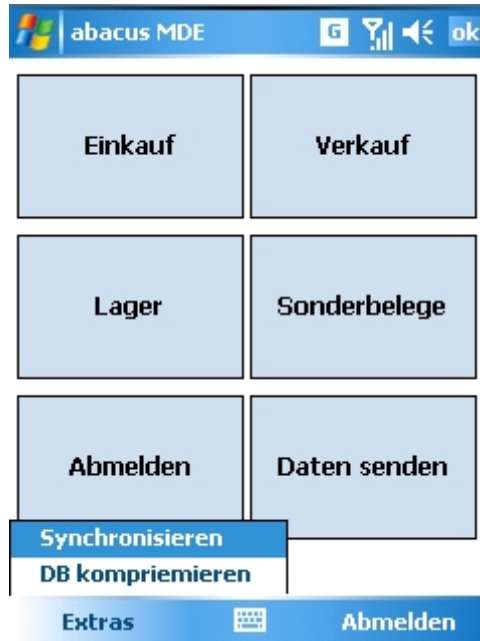 abacus MDE G ok
Einkauf Verkauf
Lager Sonderbelege
Abmelden Daten senden
Synchronisieren
DB kompriemieren
Extras Abmelden